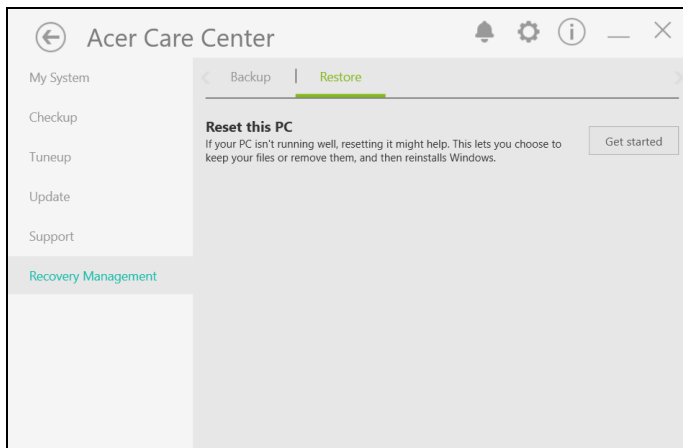 Acer Care Center
My System
Checkup
Tuneup
Update
Support
Recovery Management
Backup | Restore
Reset this PC
If your PC isn't running well, resetting it might help. This lets you choose to
keep your files or remove them, and then reinstalls Windows.
Get started